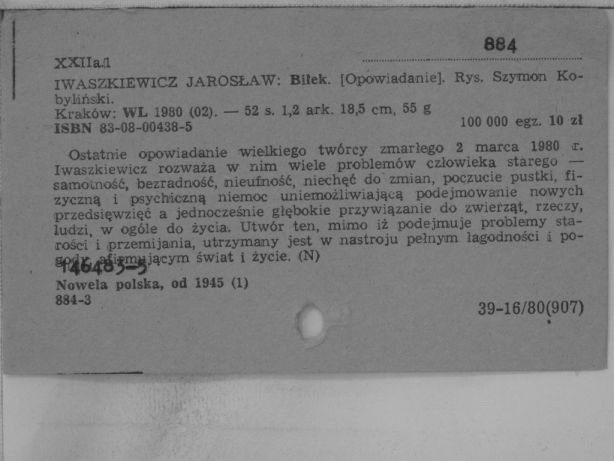 884
XXIIa/1
IWASZKIEWICZ JAROSŁAW: Biłek. [Opowiadanie]. Rys. Szymon Ko-
byliński.
Kraków: WL 1980 (02). — 52 s. 1,2 ark. 18,5 cm, 55 g
ISBN 83-08-00438-5 100 000 egz. 10 zł
Ostatnie opowiadanie wielkiego twórcy zmarłego 2 marca 1980 r.
Iwaszkiewicz rozważa w nim wiele problemów człowieka starego —
samotność, bezradność, nieufność, niechęć do zmian, poczucie pustki, fi-
zyczną i psychiczną niemoc uniemożliwiającą podejmowanie nowych
przedsięwzięć a jednocześnie głębokie przywiązanie do zwierząt, rzeczy,
ludzi, w ogóle do życia. Utwór ten, mimo iż podejmuje problemy sta-
rości i przemijania, utrzymany jest w nastroju pełnym łagodności i po-
gody, afirmującym świat i życie. (N)
146483-5
Nowela polska, od 1945 (1)
884-3
39-16/80(907)